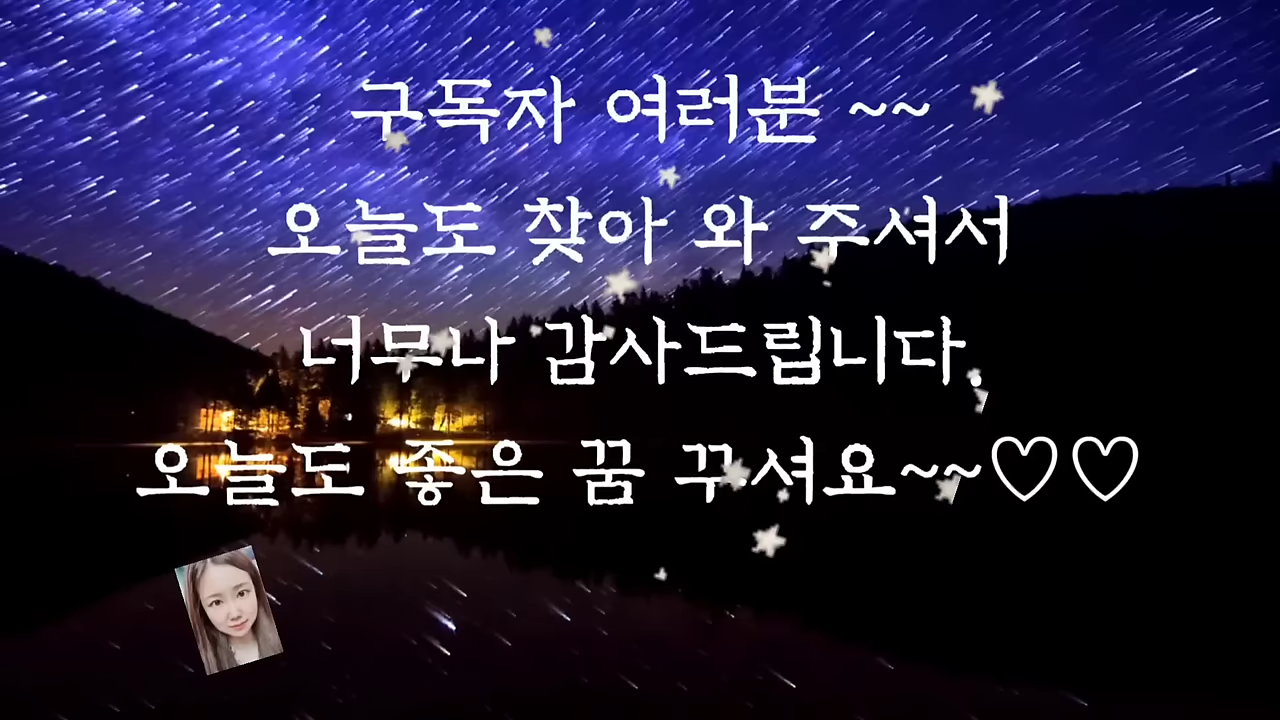 구독자 여러분 ~~
오늘도 찾아 와 주셔서
너무나 감사드립니다.
오늘도 좋은 꿈 꾸셔요~~♡♡